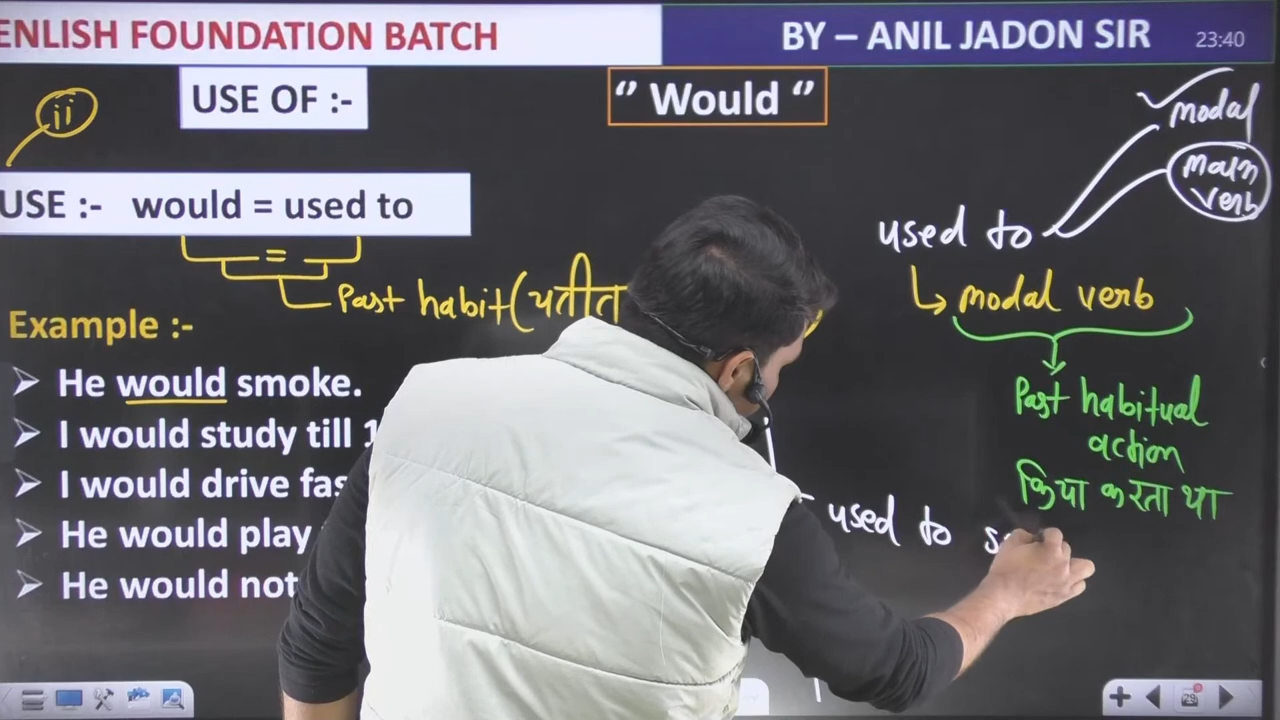 ENLISH FOUNDATION BATCH
BY – ANIL JADON SIR
23:40
ii
USE OF :-
“ Would ”
modal
main
verb
USE :- would = used to
used to
=
Past habit (अतीत
modal verb
Example :-
He would smoke.
Past habitual
action
I would study till 1
किया करता था
I would drive fas
used to
He would play
He would not